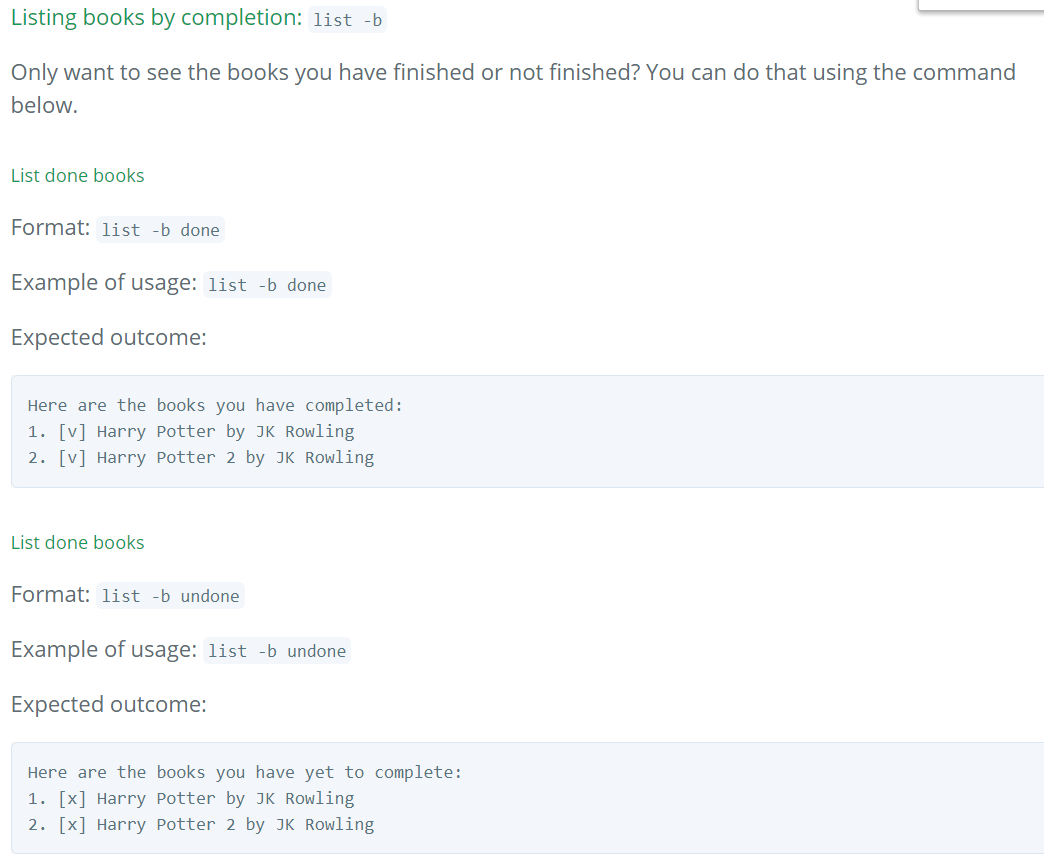 Listing books by completion: list -b
Only want to see the books you have finished or not finished? You can do that using the command
below.
List done books
Format: list -b done
Example of usage: list -b done
Expected outcome:
Here are the books you have completed:
1. [v] Harry Potter by JK Rowling
2. [v] Harry Potter 2 by JK Rowling
List done books
Format: list -b undone
Example of usage: list -b undone
Expected outcome:
Here are the books you have yet to complete:
1. [x] Harry Potter by JK Rowling
2. [x] Harry Potter 2 by JK Rowling